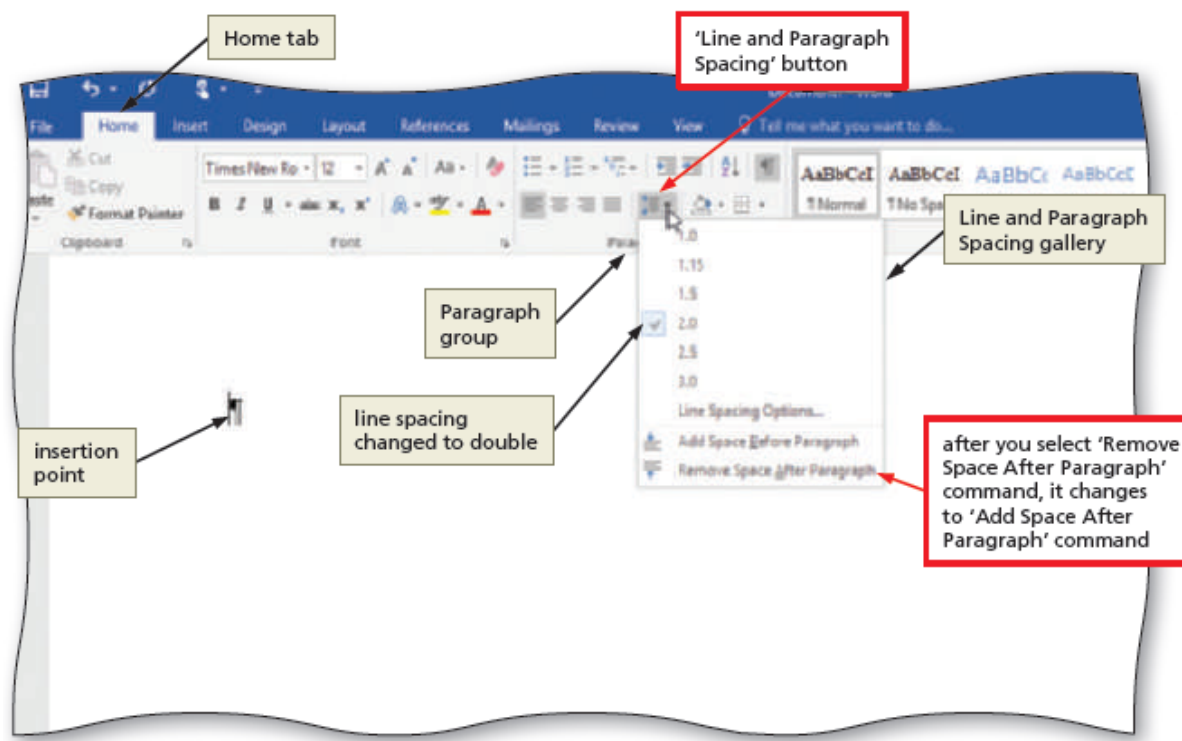 Home tab
'Line and Paragraph
Spacing' button
File Home Insert Design Layout References Mailings Review View Tell me what you want to do...
Cut
Copy
Format Painter
Times New Ro 12
AaBbCcI AaBbCcI AaBbCc AaBbCcC
¶ Normal ¶ No Spa
Clipboard Font Para
Line and Paragraph
Spacing gallery
1.0
1.15
1.5
2.0
2.5
3.0
Line Spacing Options...
Add Space Before Paragraph
Remove Space After Paragraph
Paragraph
group
line spacing
changed to double
insertion
point
after you select 'Remove
Space After Paragraph'
command, it changes
to 'Add Space After
Paragraph' command